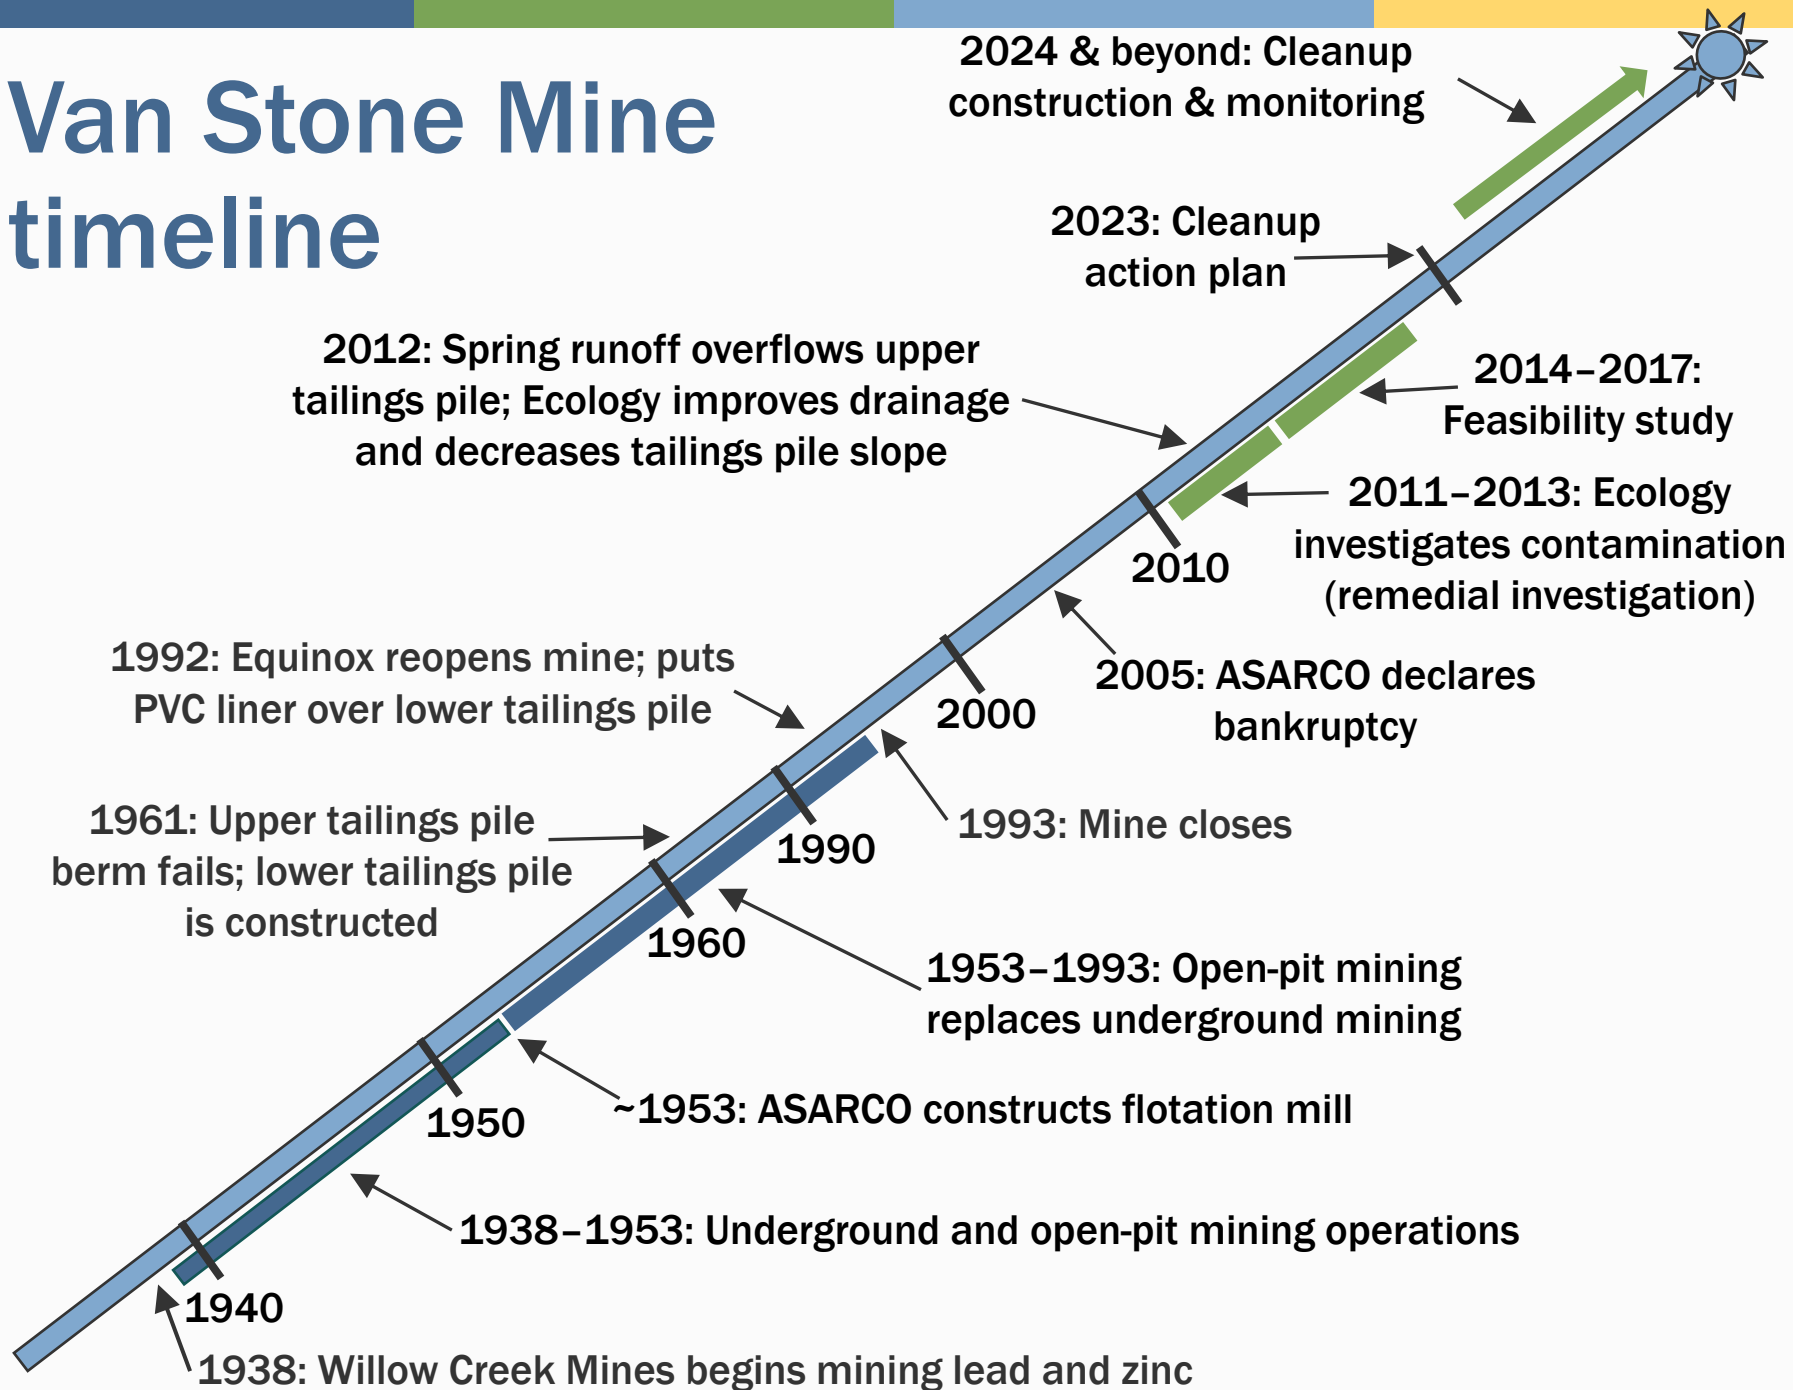 Van Stone Mine
timeline
2024 & beyond: Cleanup
construction & monitoring
2023: Cleanup
action plan
2012: Spring runoff overflows upper
tailings pile; Ecology improves drainage
and decreases tailings pile slope
2014–2017:
Feasibility study
2011–2013: Ecology
investigates contamination
(remedial investigation)
2010
2005: ASARCO declares
bankruptcy
1992: Equinox reopens mine; puts
PVC liner over lower tailings pile
2000
1993: Mine closes
1961: Upper tailings pile
berm fails; lower tailings pile
is constructed
1990
1960
1953–1993: Open-pit mining
replaces underground mining
~1953: ASARCO constructs flotation mill
1950
1938–1953: Underground and open-pit mining operations
1940
1938: Willow Creek Mines begins mining lead and zinc